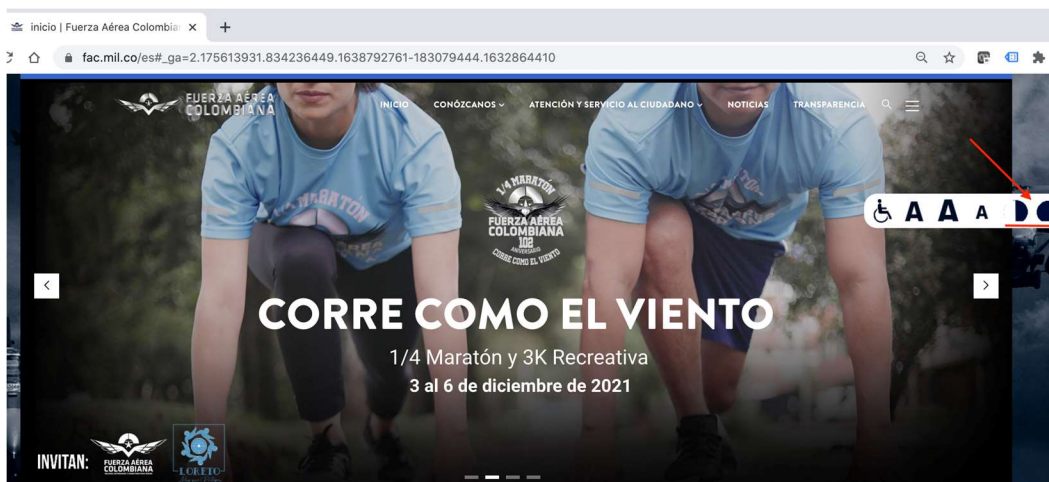 inicio | Fuerza Aérea Colombia
fac.mil.co/es#_ga=2.175613931.834236449.1638792761-183079444.1632864410
FUERZA AÉREA
COLOMBIANA
INICIO CONÓZCANOS ATENCIÓN Y SERVICIO AL CIUDADANO NOTICIAS TRANSPARENCIA
A A A
1/4 MARATÓN
FUERZA AÉREA
COLOMBIANA
102
ANIVERSARIO
CORRE COMO EL VIENTO
CORRE COMO EL VIENTO
1/4 Maratón y 3K Recreativa
3 al 6 de diciembre de 2021
INVITAN:
FUERZA AÉREA
COLOMBIANA
LORETO